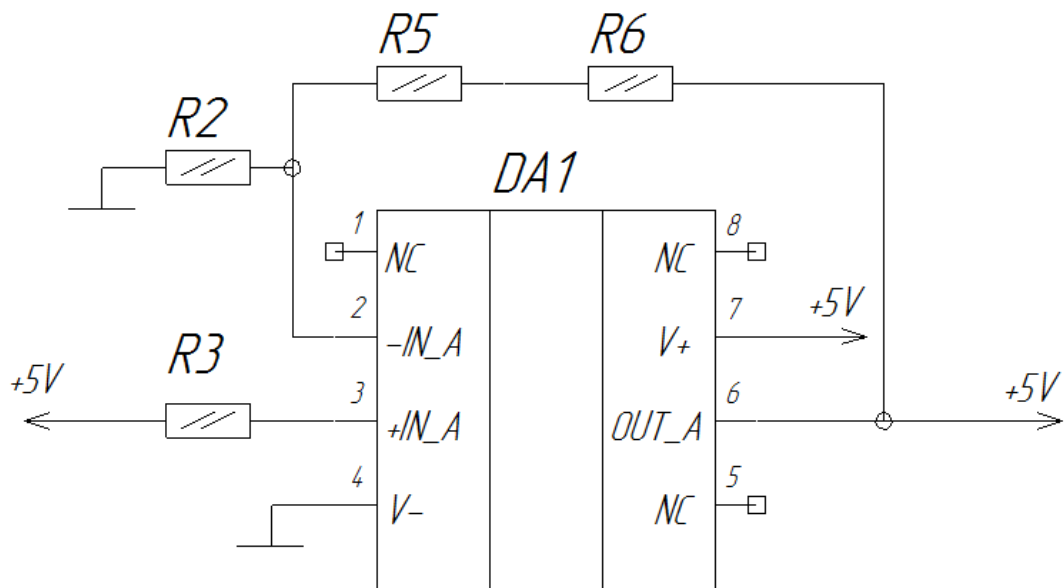 R5 R6
R2
DA1
1 NC NC 8
2 -IN_A V+ 7 +5V
+5V R3 3 +IN_A OUT_A 6 +5V
4 V- NC 5